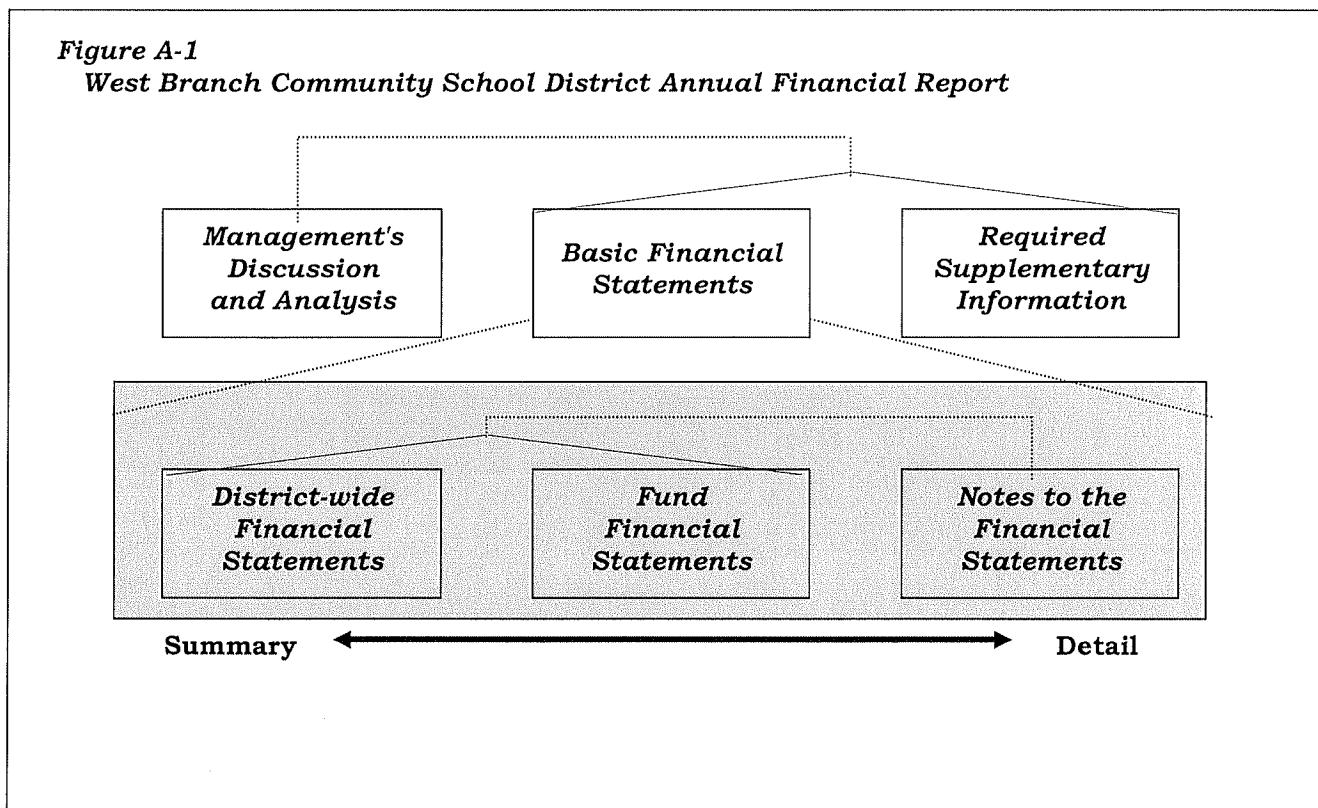 Figure A-1
West Branch Community School District Annual Financial Report
Management's
Discussion
and Analysis
Basic Financial
Statements
Required
Supplementary
Information
District-wide
Financial
Statements
Fund
Financial
Statements
Notes to the
Financial
Statements
Summary
Detail